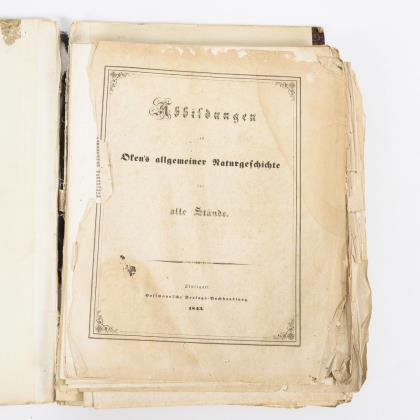 Abbildungen
zu
Oken's allgemeiner Naturgeschichte
für
alle Stände.
Stuttgart
Hoffmann'sche Verlags-Buchhandlung
1843.